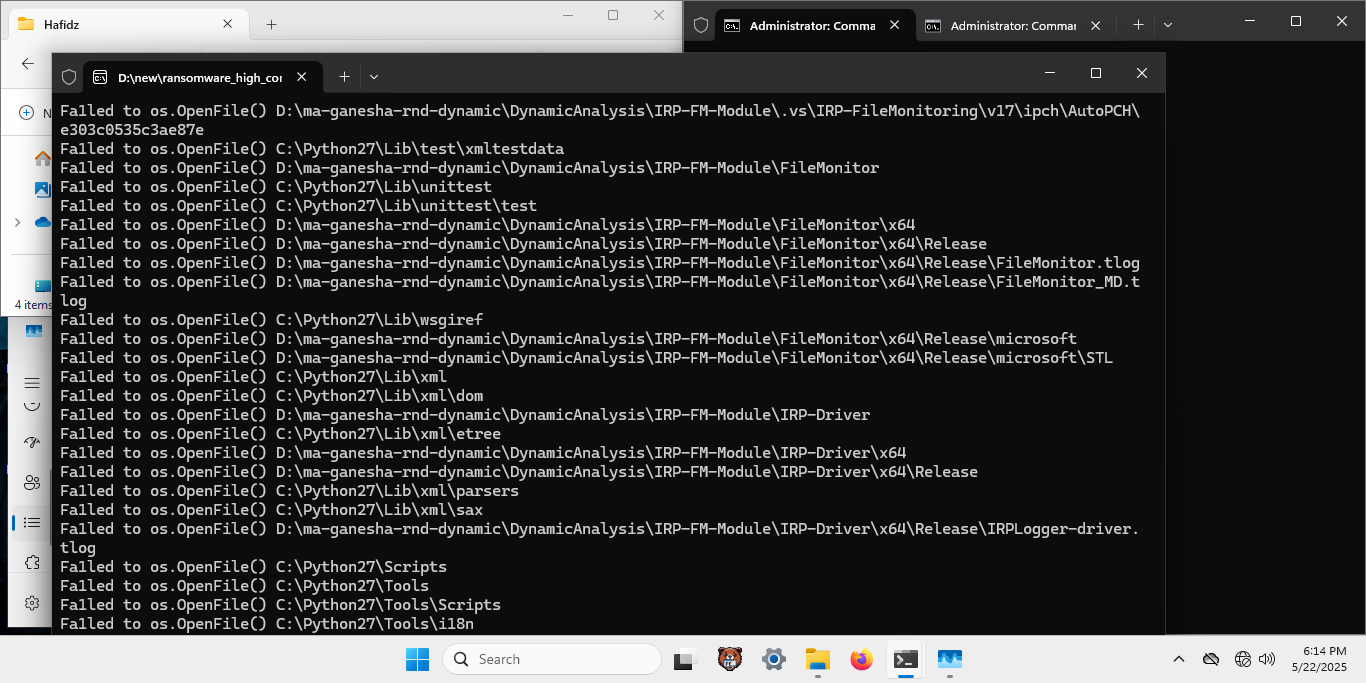 Hafidz
Administrator: Comma
Administrator: Commar
D:\new\ransomware_high_cor
N
4 items
Failed to os.OpenFile() D:\ma-ganesha-rnd-dynamic\DynamicAnalysis\IRP-FM-Module\.vs\IRP-FileMonitoring\v17\ipch\AutoPCH\
e303c0535c3ae87e
Failed to os.OpenFile() C:\Python27\Lib\test\xmltestdata
Failed to os.OpenFile() D:\ma-ganesha-rnd-dynamic\DynamicAnalysis\IRP-FM-Module\FileMonitor
Failed to os.OpenFile() C:\Python27\Lib\unittest
Failed to os.OpenFile() C:\Python27\Lib\unittest\test
Failed to os.OpenFile() D:\ma-ganesha-rnd-dynamic\DynamicAnalysis\IRP-FM-Module\FileMonitor\x64
Failed to os.OpenFile() D:\ma-ganesha-rnd-dynamic\DynamicAnalysis\IRP-FM-Module\FileMonitor\x64\Release
Failed to os.OpenFile() D:\ma-ganesha-rnd-dynamic\DynamicAnalysis\IRP-FM-Module\FileMonitor\x64\Release\FileMonitor.tlog
Failed to os.OpenFile() D:\ma-ganesha-rnd-dynamic\DynamicAnalysis\IRP-FM-Module\FileMonitor\x64\Release\FileMonitor_MD.t
log
Failed to os.OpenFile() C:\Python27\Lib\wsgiref
Failed to os.OpenFile() D:\ma-ganesha-rnd-dynamic\DynamicAnalysis\IRP-FM-Module\FileMonitor\x64\Release\microsoft
Failed to os.OpenFile() D:\ma-ganesha-rnd-dynamic\DynamicAnalysis\IRP-FM-Module\FileMonitor\x64\Release\microsoft\STL
Failed to os.OpenFile() C:\Python27\Lib\xml
Failed to os.OpenFile() C:\Python27\Lib\xml\dom
Failed to os.OpenFile() D:\ma-ganesha-rnd-dynamic\DynamicAnalysis\IRP-FM-Module\IRP-Driver
Failed to os.OpenFile() C:\Python27\Lib\xml\etree
Failed to os.OpenFile() D:\ma-ganesha-rnd-dynamic\DynamicAnalysis\IRP-FM-Module\IRP-Driver\x64
Failed to os.OpenFile() D:\ma-ganesha-rnd-dynamic\DynamicAnalysis\IRP-FM-Module\IRP-Driver\x64\Release
Failed to os.OpenFile() C:\Python27\Lib\xml\parsers
Failed to os.OpenFile() C:\Python27\Lib\xml\sax
Failed to os.OpenFile() D:\ma-ganesha-rnd-dynamic\DynamicAnalysis\IRP-FM-Module\IRP-Driver\x64\Release\IRPLogger-driver.
tlog
Failed to os.OpenFile() C:\Python27\Scripts
Failed to os.OpenFile() C:\Python27\Tools
Failed to os.OpenFile() C:\Python27\Tools\Scripts
Failed to os.OpenFile() C:\Python27\Tools\i18n
Search
6:14 PM
5/22/2025